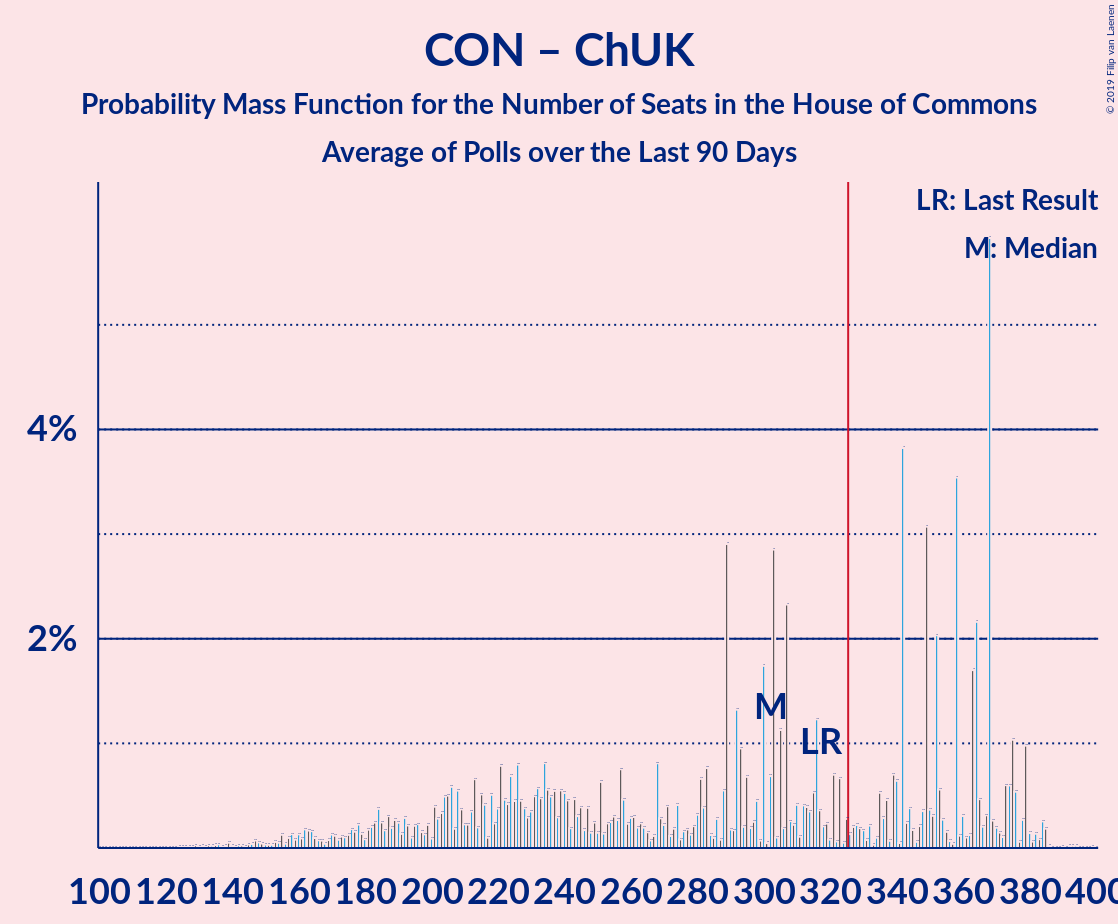 CON – ChUK
Probability Mass Function for the Number of Seats in the House of Commons
Average of Polls over the Last 90 Days
© 2019 Filip van Laenen
LR: Last Result
M: Median
4%
2%
M
LR
100 120 140 160 180 200 220 240 260 280 300 320 340 360 380 400